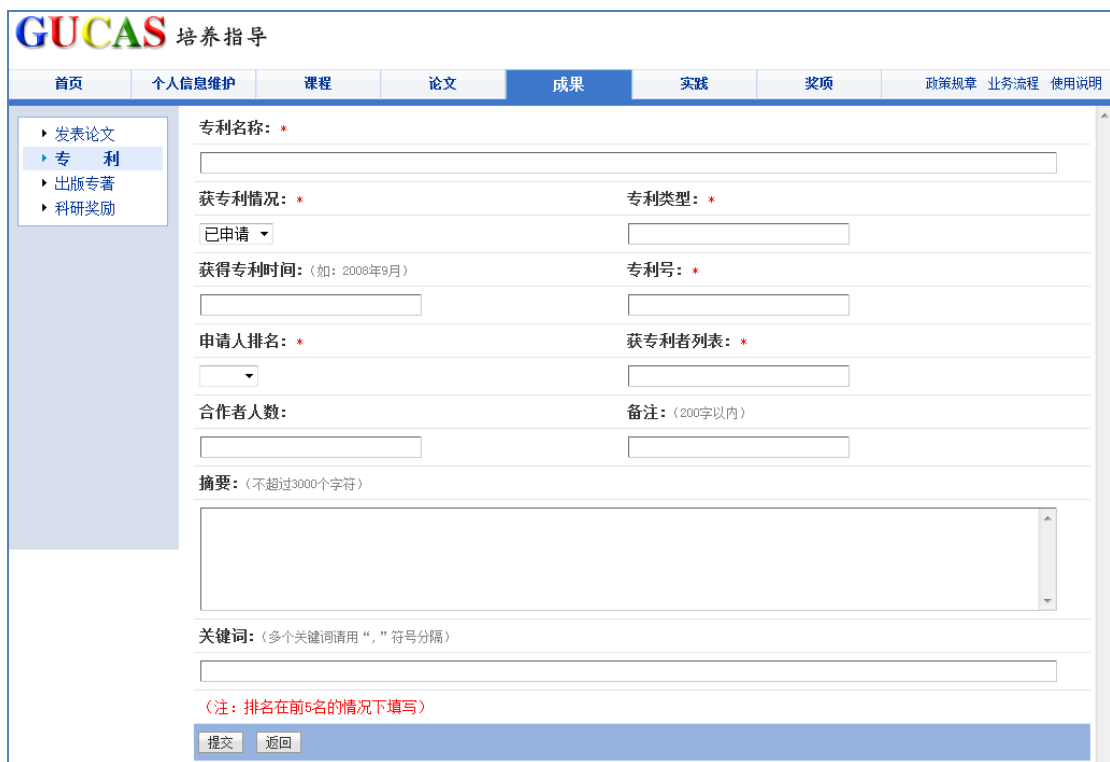 GUCAS 培养指导
首页 个人信息维护 课程 论文 成果 实践 奖项 政策规章 业务流程 使用说明
发表论文
专 利
出版专著
科研奖励
专利名称: *
获专利情况: * 专利类型: *
已申请
获得专利时间:(如: 2008年9月) 专利号: *
申请人排名: * 获专利者列表: *
合作者人数: 备注:(200字以内)
摘要:(不超过3000个字符)
关键词:(多个关键词请用“,”符号分隔)
(注: 排名在前5名的情况下填写)
提交 返回